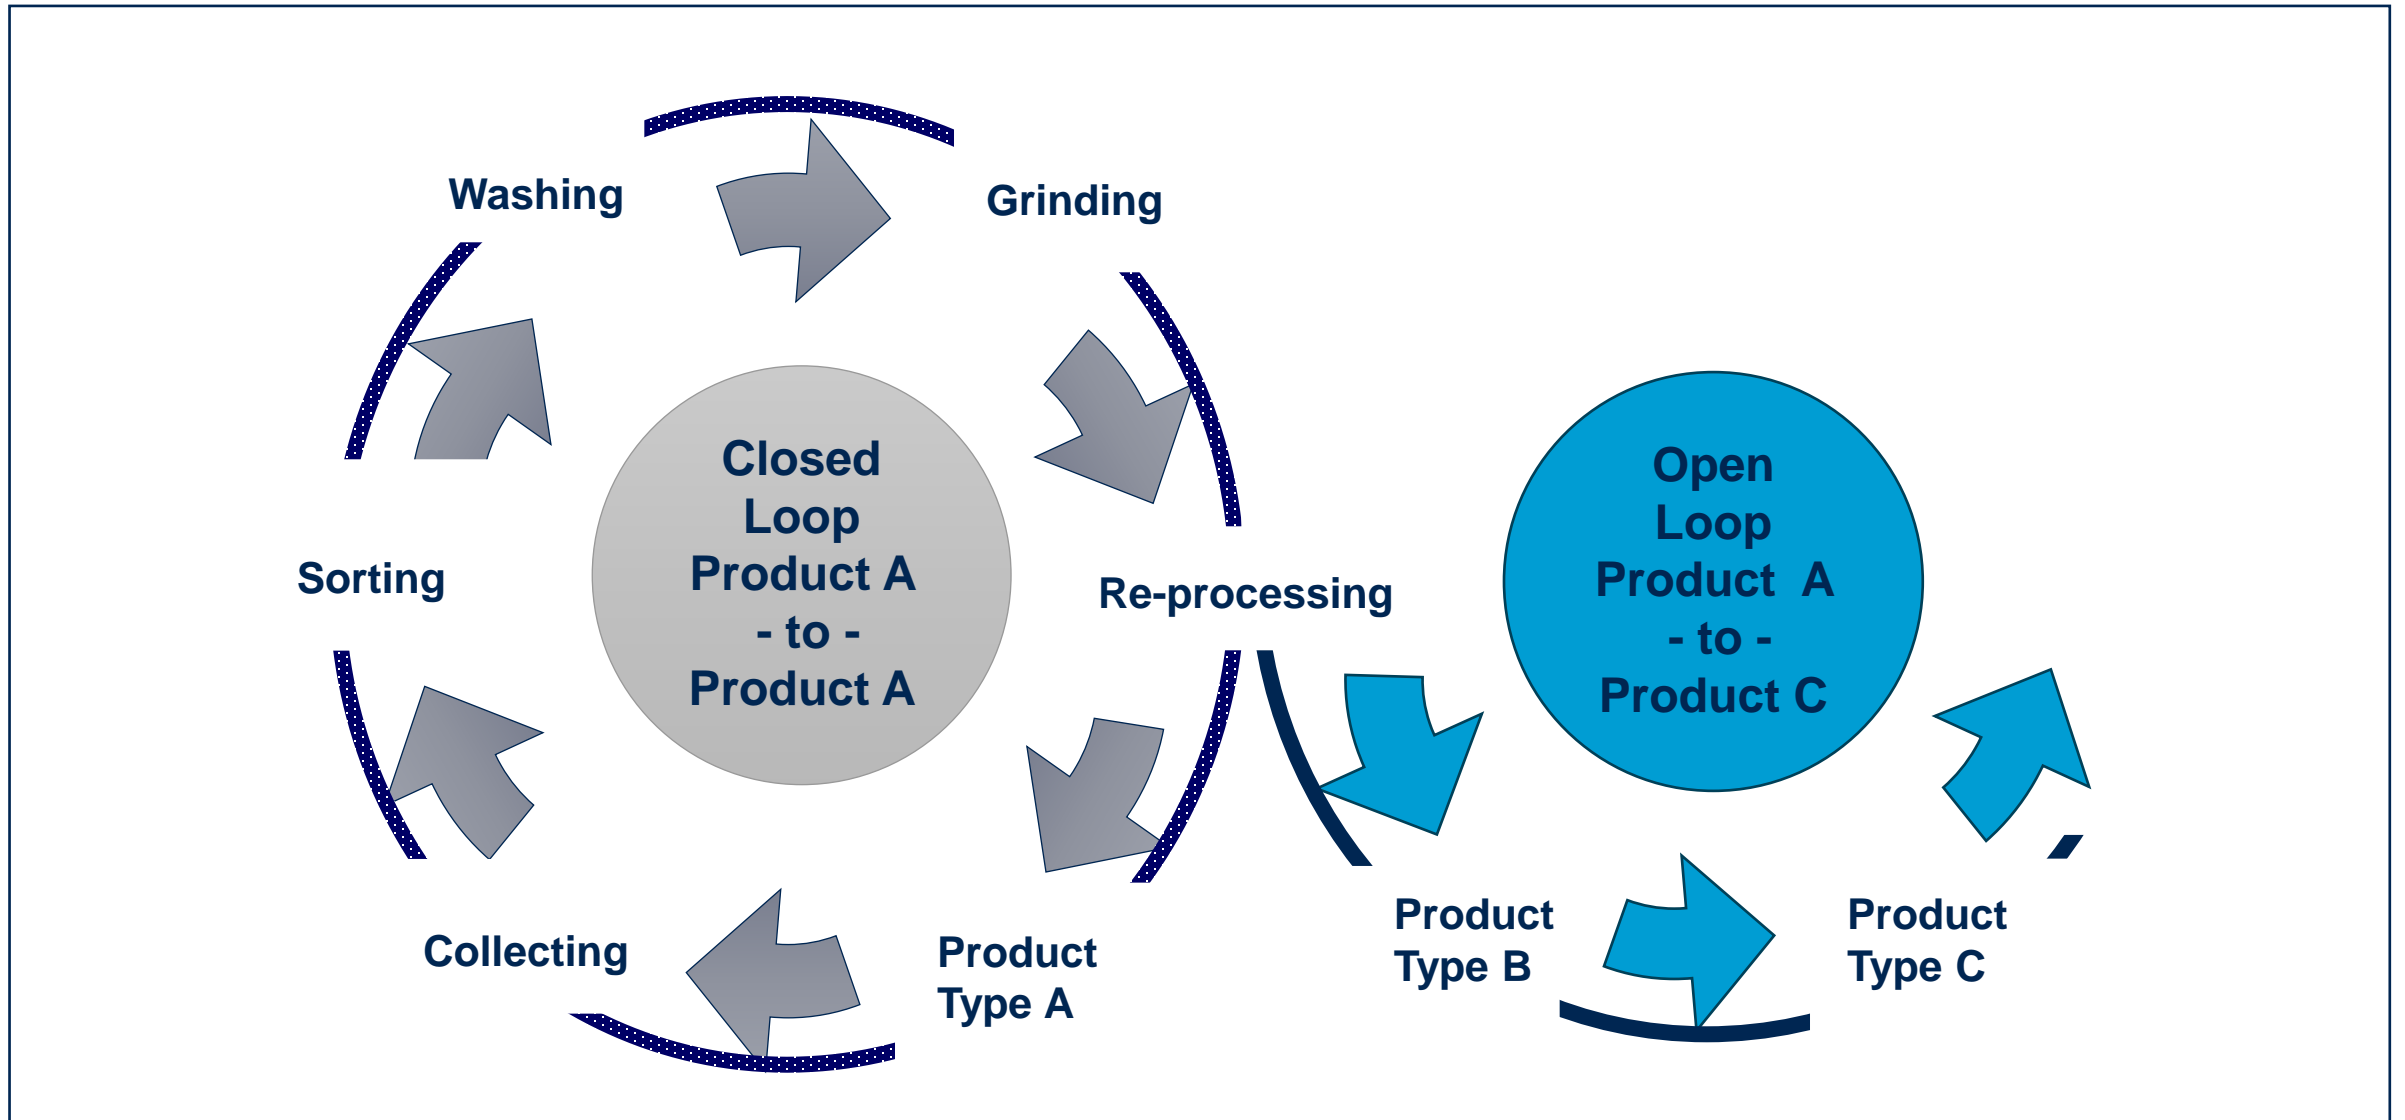 Washing
Grinding
Closed
Loop
Product A
- to -
Product A
Open
Loop
Product  A
- to -
Product C
Sorting
Re-processing
Collecting
Product
Type A
Product
Type B
Product
Type C